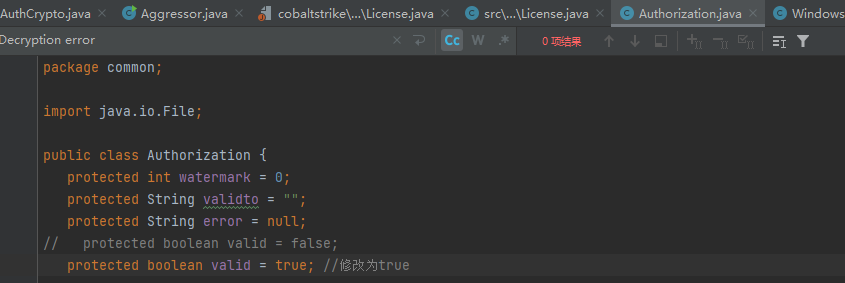 AuthCrypto.java Aggressor.java cobaltstrike\...\License.java src\...\License.java Authorization.java Windows
Decryption error Cc W .* 0 项结果
package common;
import java.io.File;
public class Authorization {
protected int watermark = 0;
protected String validto = "";
protected String error = null;
// protected boolean valid = false;
protected boolean valid = true; //修改为true